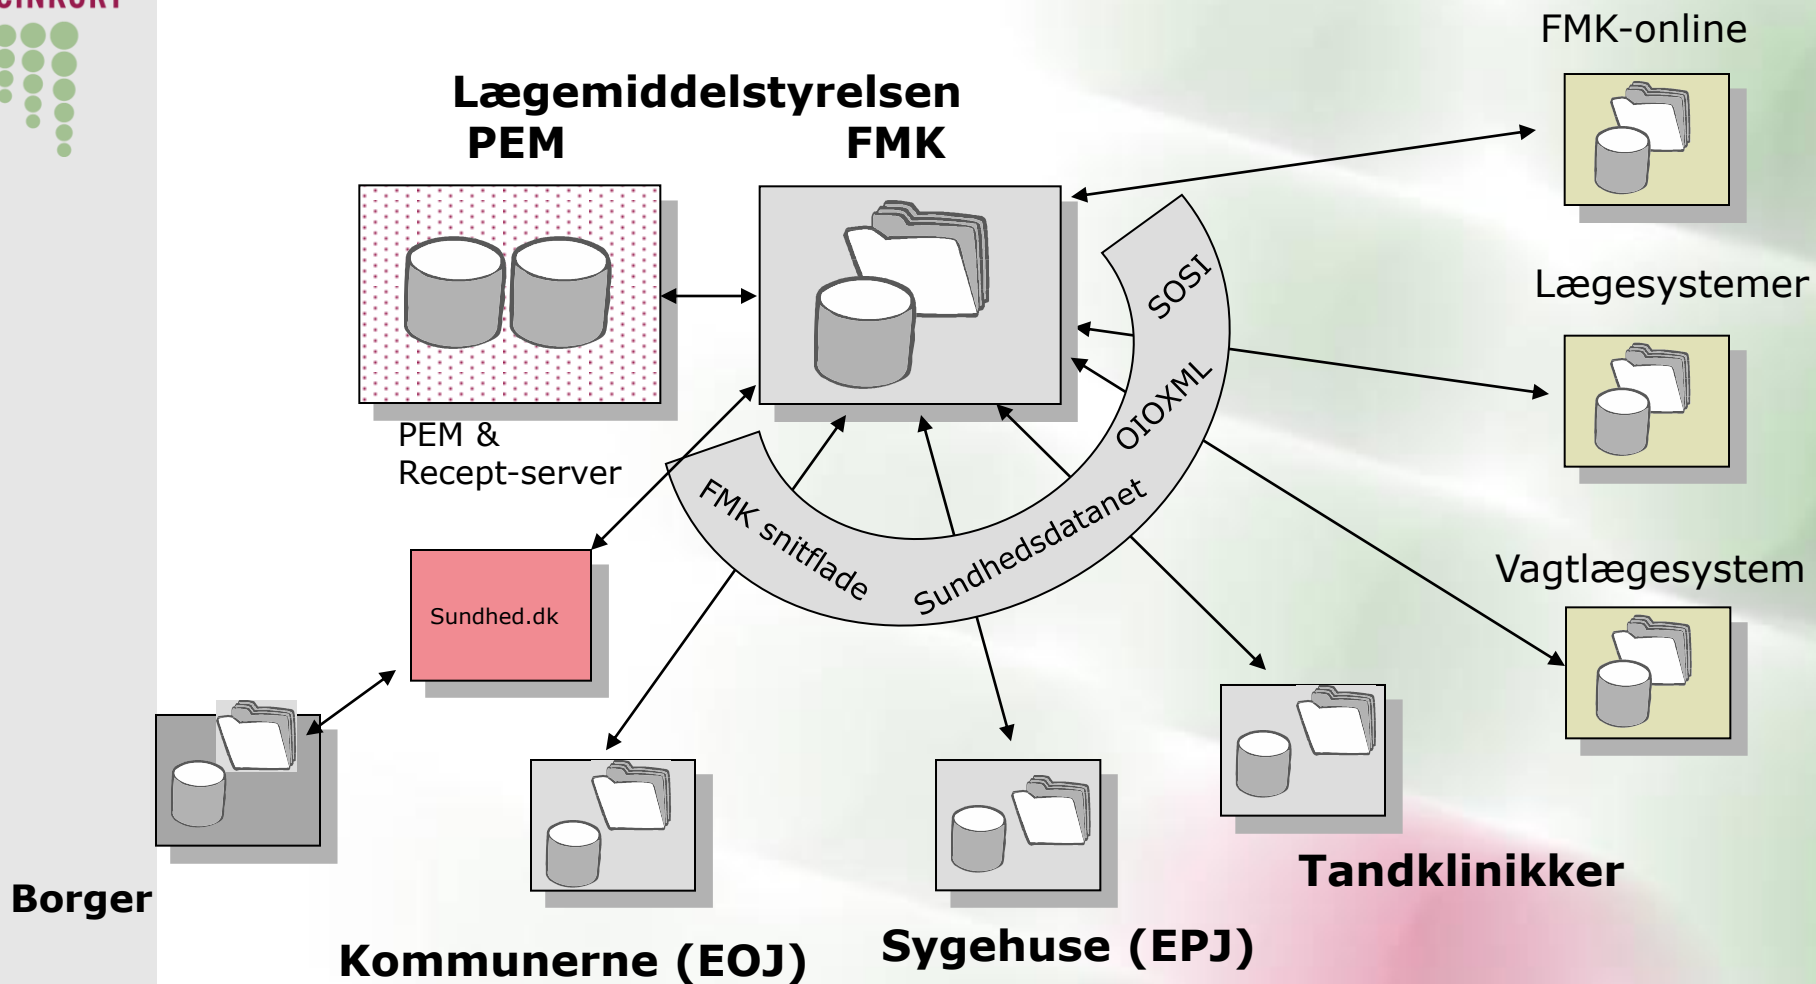 FMK-online
Lægemiddelstyrelsen
PEM FMK
SOSI
Lægesystemer
OIOXML
PEM &
Recept-server
FMK snitflade
Sundhedsdatanet
Vagtlægesystem
Sundhed.dk
Tandklinikker
Borger
Sygehuse (EPJ)
Kommunerne (EOJ)